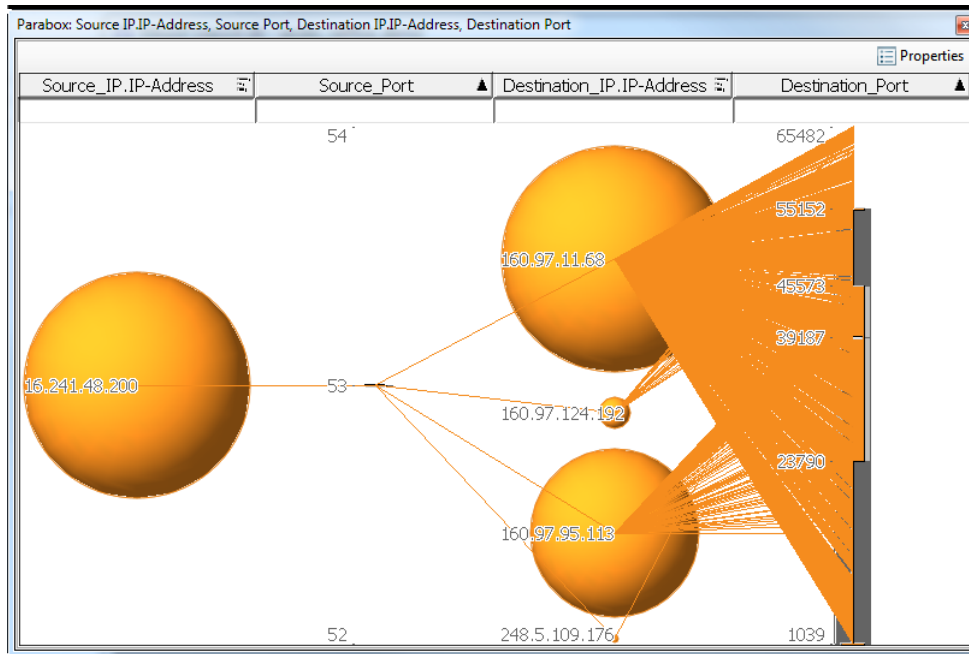 Parabox: Source IP.IP-Address, Source Port, Destination IP.IP-Address, Destination Port
Properties
Source_IP.IP-Address Source_Port Destination_IP.IP-Address Destination_Port
54 65482
55152
160.97.11.68
45573
39187
16.241.48.200 53
160.97.124.192
23790
160.97.95.113
52 248.5.109.176 1039